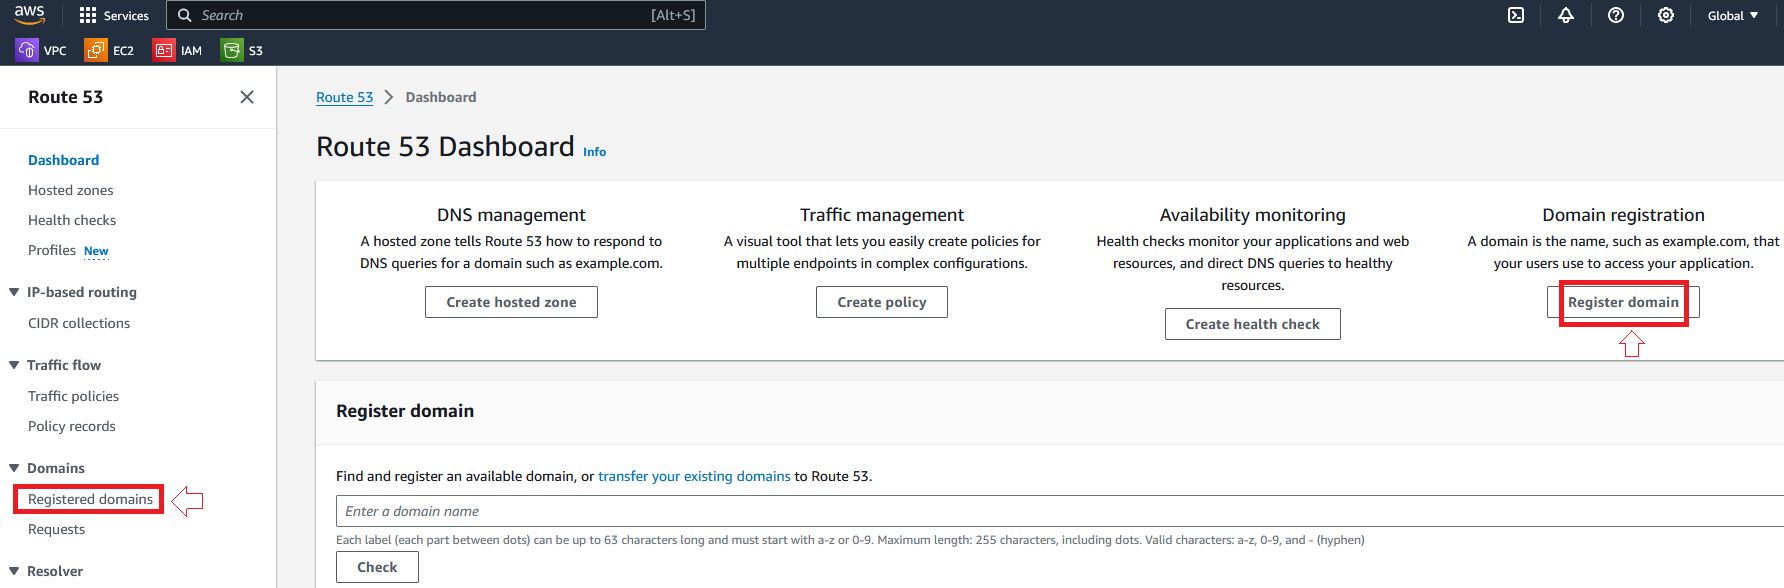 aws
Services
Search
[Alt+S]
Global
VPC
EC2
IAM
S3
Route 53
Dashboard
Hosted zones
Health checks
Profiles New
IP-based routing
CIDR collections
Traffic flow
Traffic policies
Policy records
Domains
Registered domains
Requests
Resolver
Route 53 > Dashboard
Route 53 Dashboard Info
DNS management
A hosted zone tells Route 53 how to respond to
DNS queries for a domain such as example.com.
Create hosted zone
Traffic management
A visual tool that lets you easily create policies for
multiple endpoints in complex configurations.
Create policy
Availability monitoring
Health checks monitor your applications and web
resources, and direct DNS queries to healthy
resources.
Create health check
Domain registration
A domain is the name, such as example.com, that
your users use to access your application.
Register domain
Register domain
Find and register an available domain, or transfer your existing domains to Route 53.
Enter a domain name
Each label (each part between dots) can be up to 63 characters long and must start with a-z or 0-9. Maximum length: 255 characters, including dots. Valid characters: a-z, 0-9, and - (hyphen)
Check